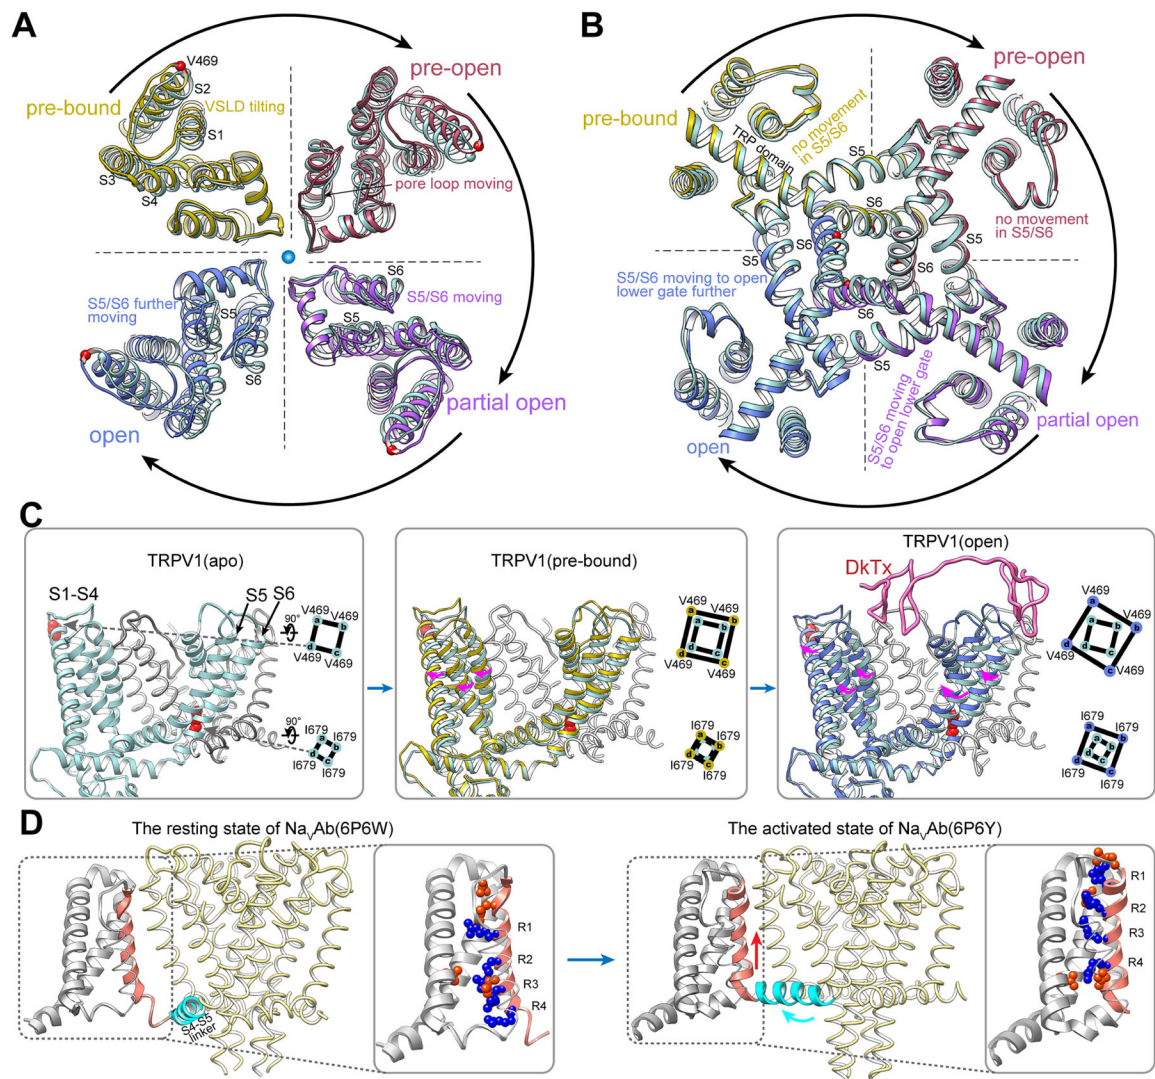 A
V469
pre-bound
S2
VSLD tilting
S1
S3
S4
pre-open
pore loop moving
S5/S6 further
moving
S5
S6
open
S6
S5/S6 moving
S5
partial open
B
pre-open
pre-bound
TRP domain
no movement
in S5/S6
S5
S6
no movement
in S5/S6
S5
S6
S5
S6
S5/S6 moving to open
lower gate further
S6
S5
S5/S6 moving
to open lower gate
open
partial open
C
TRPV1(apo)
S1-S4
S5
S6
90°
V469 V469
a b
d c
V469 V469
90°
I679 I679
a b
d c
I679 I679
TRPV1(pre-bound)
V469 V469
a b
a b
d c
d c
V469 V469
I679 I679
a b
d c
I679 I679
TRPV1(open)
DkTx
V469
a
V469
a b
b
d c
d
V469
c
V469
I679 I679
a b
a b
d c
d c
I679 I679
D
The resting state of NaVAb(6P6W)
S4-S5
linker
R1
R2
R3
R4
The activated state of NaVAb(6P6Y)
R1
R2
R3
R4